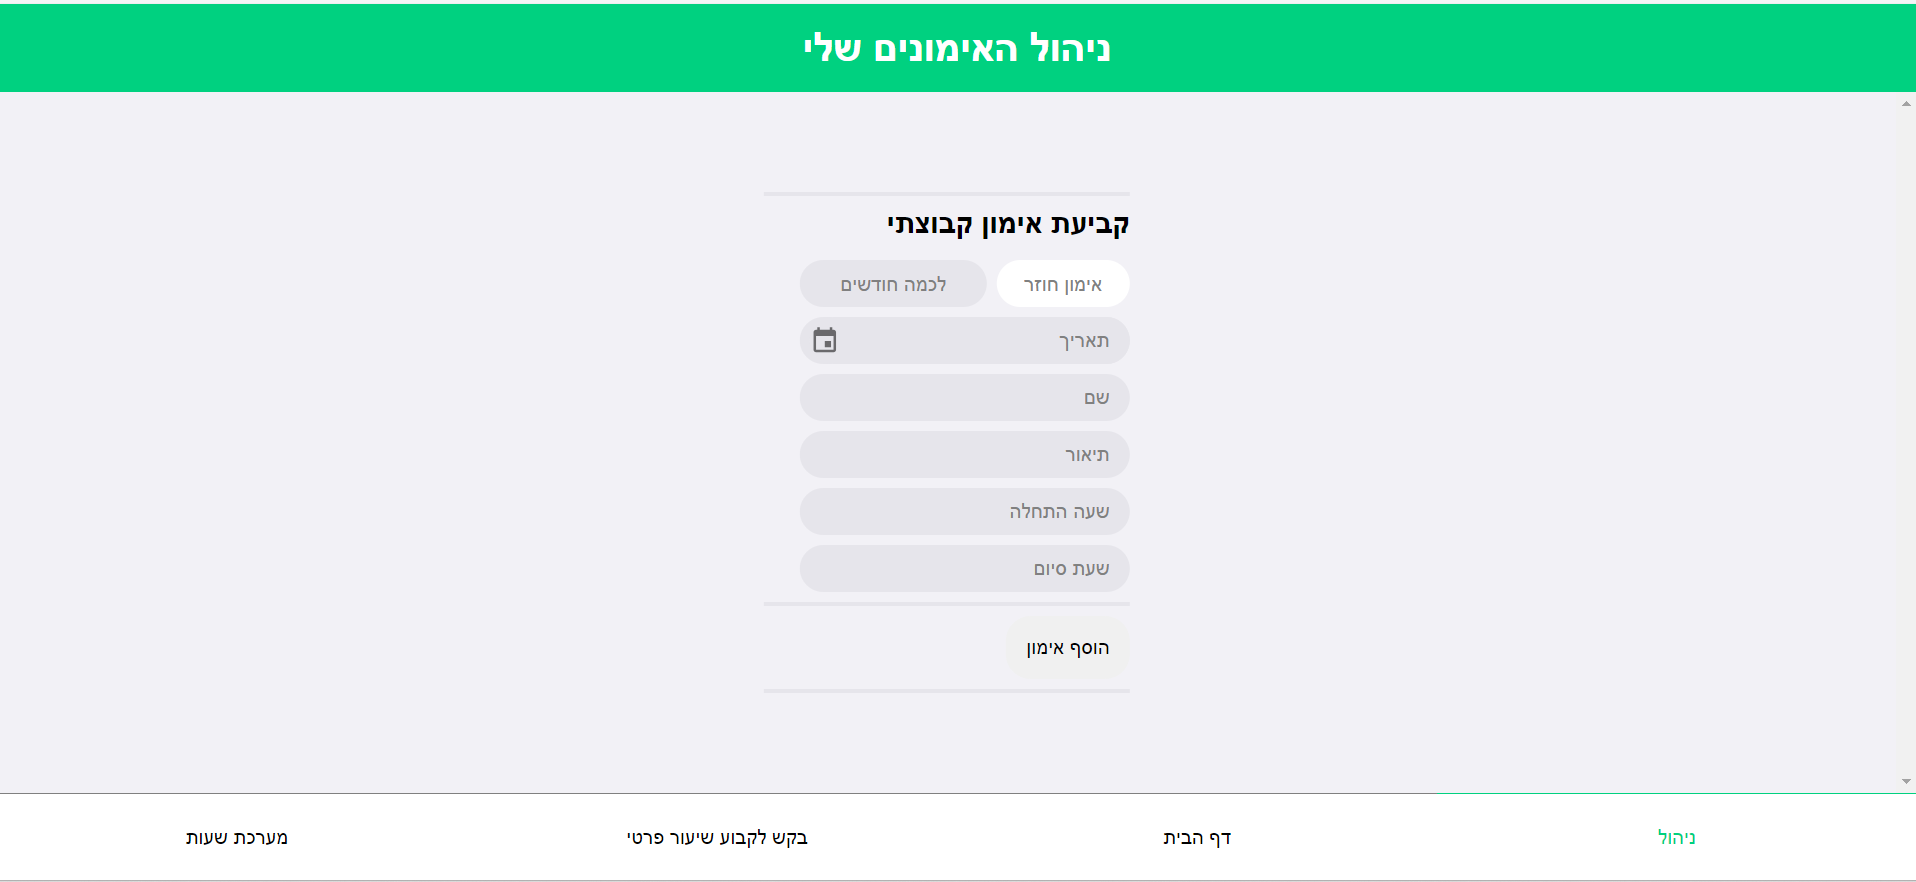 ניהול האימונים שלי
קביעת אימון קבוצתי
אימון חוזר
לכמה חודשים
תאריך
שם
תיאור
שעה התחלה
שעת סיום
הוסף אימון
ניהול
דף הבית
בקש לקבוע שיעור פרטי
מערכת שעות